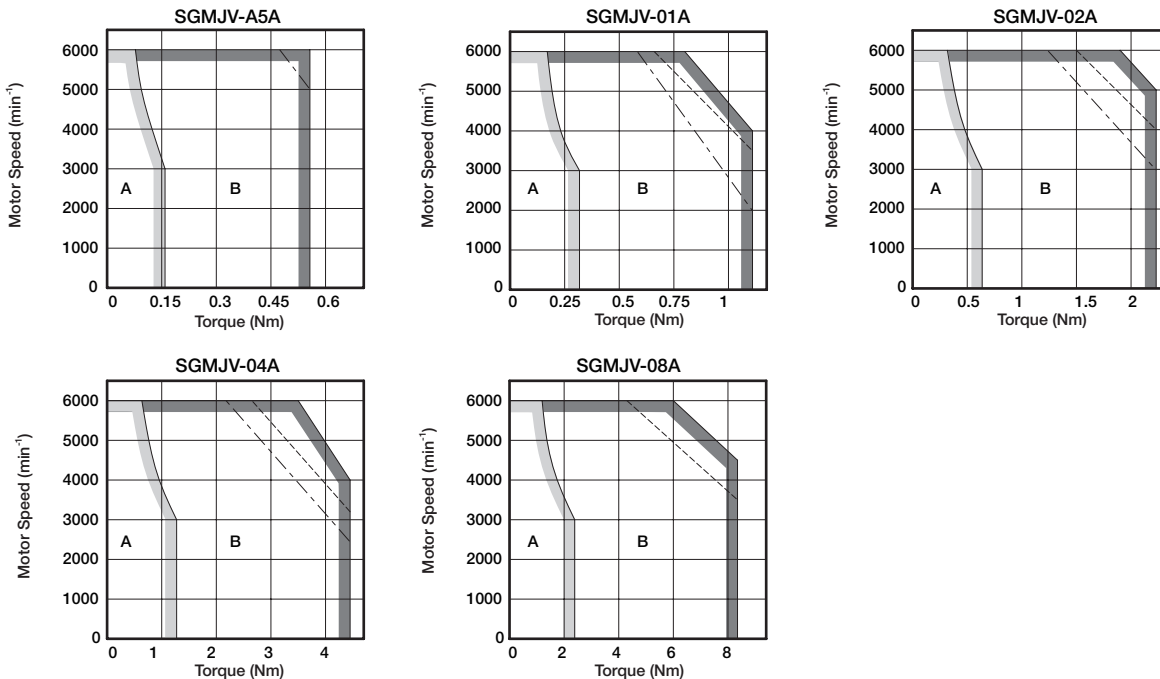 SGMJV-A5A
Motor Speed (min-1)
6000
5000
4000
3000
2000
1000
0
A
B
0 0.15 0.3 0.45 0.6
Torque (Nm)
SGMJV-01A
Motor Speed (min-1)
6000
5000
4000
3000
2000
1000
0
A
B
0 0.25 0.5 0.75 1
Torque (Nm)
SGMJV-02A
Motor Speed (min-1)
6000
5000
4000
3000
2000
1000
0
A
B
0 0.5 1 1.5 2
Torque (Nm)
SGMJV-04A
Motor Speed (min-1)
6000
5000
4000
3000
2000
1000
0
A
B
0 1 2 3 4
Torque (Nm)
SGMJV-08A
Motor Speed (min-1)
6000
5000
4000
3000
2000
1000
0
A
B
0 2 4 6 8
Torque (Nm)